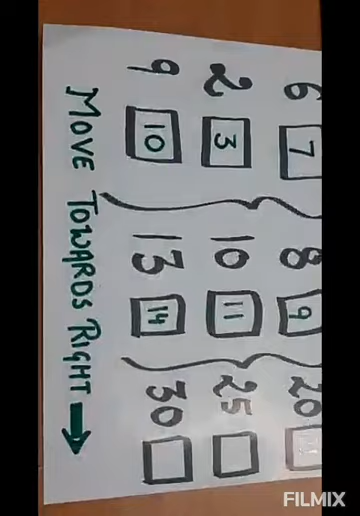 6 7 8 9 20
2 3 10 11 25
9 10 13 14 30
MOVE TOWARDS RIGHT →
FILMIX